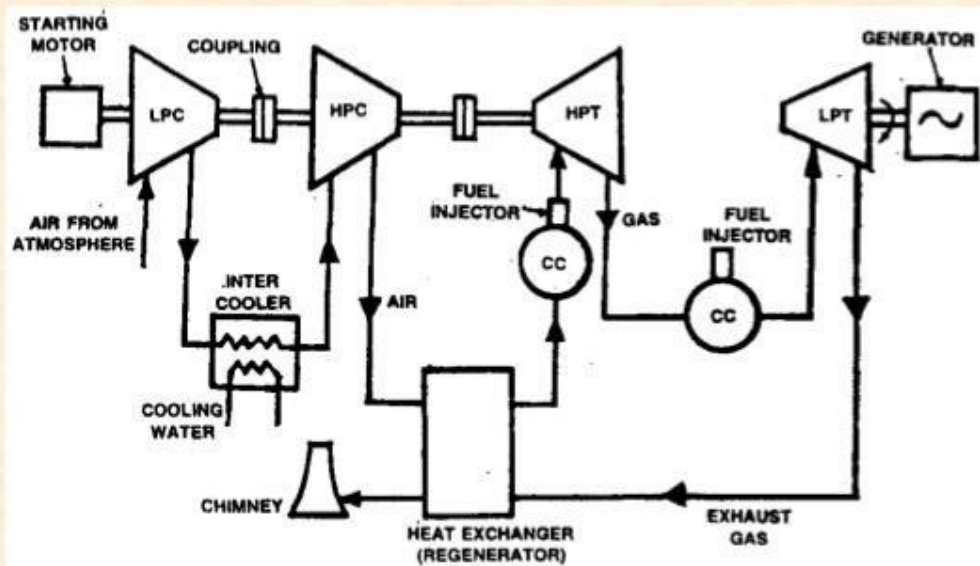 STARTING
MOTOR
COUPLING
GENERATOR
LPC
HPC
HPT
LPT
AIR FROM
ATMOSPHERE
FUEL
INJECTOR
GAS
FUEL
INJECTOR
CC
CC
INTER
COOLER
AIR
COOLING
WATER
CHIMNEY
HEAT EXCHANGER
(REGENERATOR)
EXHAUST
GAS